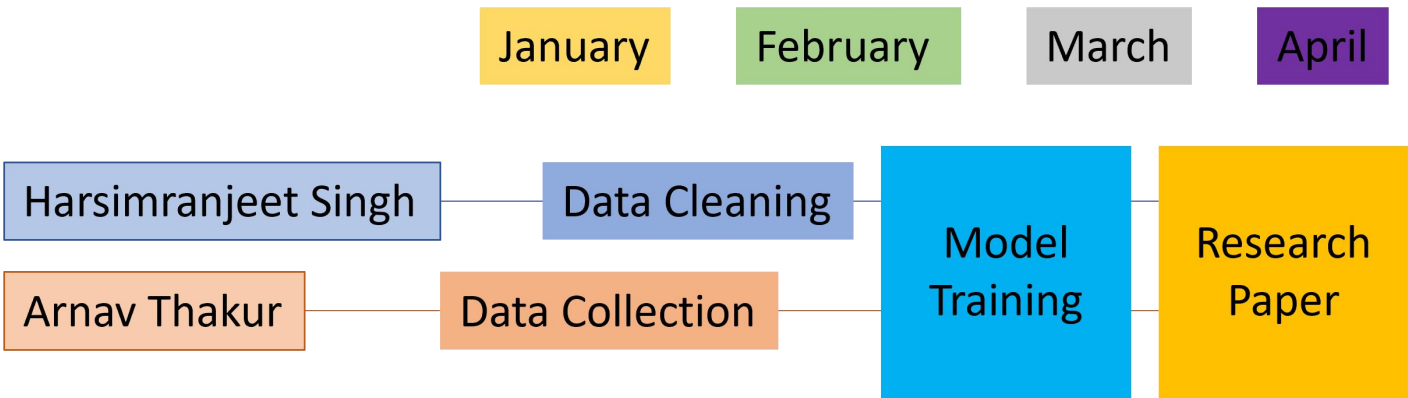 January February March April
Harsimranjeet Singh Data Cleaning
Arnav Thakur Data Collection
Model
Training
Research
Paper